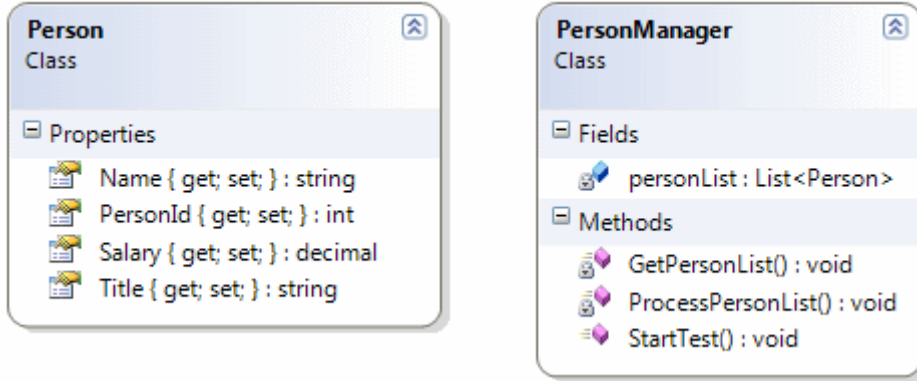 Person
Class
Properties
Name { get; set; } : string
PersonId { get; set; } : int
Salary { get; set; } : decimal
Title { get; set; } : string
PersonManager
Class
Fields
personList : List<Person>
Methods
GetPersonList() : void
ProcessPersonList() : void
StartTest() : void